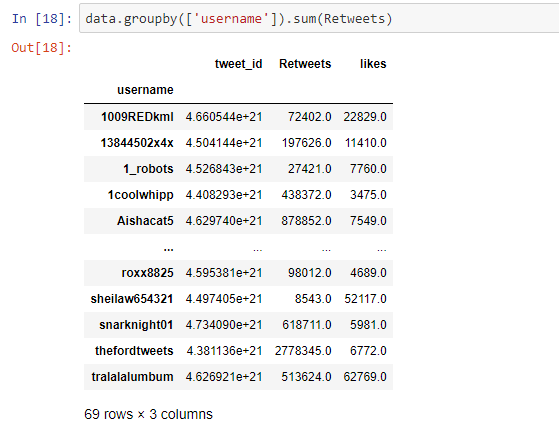 In [18]: data.groupby(['username']).sum(Retweets)
Out[18]:
tweet_id Retweets likes
username
1009REDkml 4.660544e+21 72402.0 22829.0
13844502x4x 4.504144e+21 197626.0 11410.0
1_robots 4.526843e+21 27421.0 7760.0
1coolwhipp 4.408293e+21 438372.0 3475.0
Aishacat5 4.629740e+21 878852.0 7549.0
... ... ... ...
roxx8825 4.595381e+21 98012.0 4689.0
sheilaw654321 4.497405e+21 8543.0 52117.0
snarknight01 4.734090e+21 618711.0 5981.0
thefordtweets 4.381136e+21 2778345.0 6772.0
tralalalumbum 4.626921e+21 513624.0 62769.0
69 rows × 3 columns